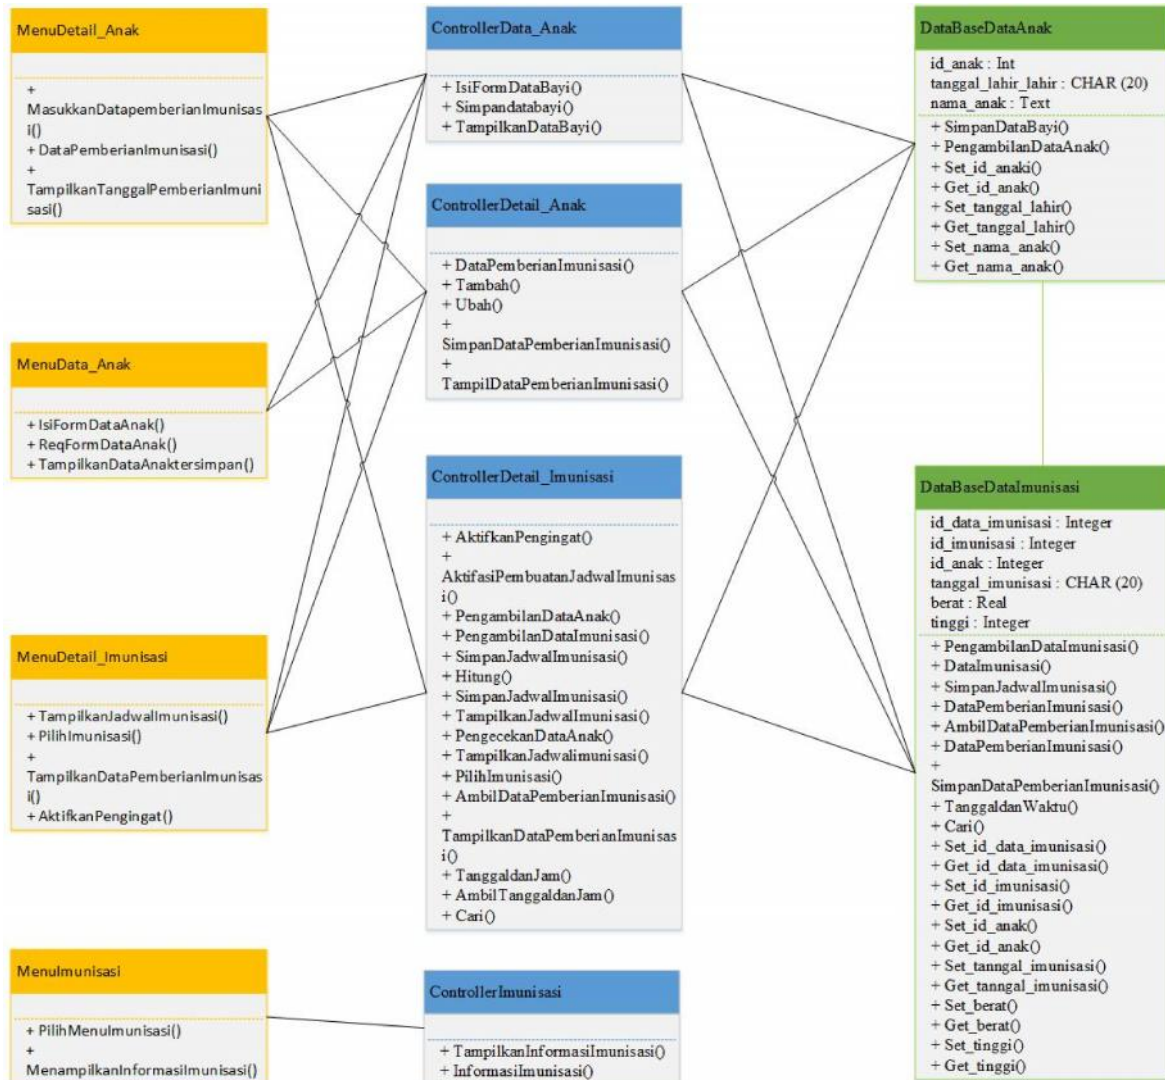 MenuDetail_Anak
+
MasukkanDatapemberianImunisas
i()
+ DataPemberianImunisasi()
+
TampilkanTanggalPemberianImuni
sasi()
MenuData_Anak
+ IsiFormDataAnak()
+ ReqFormDataAnak()
+ TampilkanDataAnaktersimpan()
MenuDetail_Imunisasi
+ TampilkanJadwalImunisasi()
+ PilihImunisasi()
+
TampilkanDataPemberianImunisas
i()
+ AktifkanPengingat()
MenuImunisasi
+ PilihMenuImunisasi()
+
MenampilkanInformasiImunisasi()
ControllerData_Anak
+ IsiFormDataBayi()
+ Simpandatabayi()
+ TampilkanDataBayi()
ControllerDetail_Anak
+ DataPemberianImunisasi()
+ Tambah()
+ Ubah()
+
SimpanDataPemberianImunisasi()
+
TampilDataPemberianImunisasi()
ControllerDetail_Imunisasi
+ AktifkanPengingat()
+
AktifasiPembuatanJadwalImunisas
i()
+ PengambilanDataAnak()
+ PengambilanDataImunisasi()
+ SimpanJadwalImunisasi()
+ Hitung()
+ SimpanJadwalImunisasi()
+ TampilkanJadwalImunisasi()
+ PengecekanDataAnak()
+ TampilkanJadwalimunisasi()
+ PilihImunisasi()
+ AmbilDataPemberianImunisasi()
+
TampilkanDataPemberianImunisas
i()
+ TanggaldanJam()
+ AmbilTanggaldanJam()
+ Cari()
ControllerImunisasi
+ TampilkanInformasiImunisasi()
+ InformasiImunisasi()
DataBaseDataAnak
id_anak : Int
tanggal_lahir_lahir : CHAR (20)
nama_anak : Text
+ SimpanDataBayi()
+ PengambilanDataAnak()
+ Set_id_anaki()
+ Get_id_anak()
+ Set_tanggal_lahir()
+ Get_tanggal_lahir()
+ Set_nama_anak()
+ Get_nama_anak()
DataBaseDataImunisasi
id_data_imunisasi : Integer
id_imunisasi : Integer
id_anak : Integer
tanggal_imunisasi : CHAR (20)
berat : Real
tinggi : Integer
+ PengambilanDataImunisasi()
+ DataImunisasi()
+ SimpanJadwalImunisasi()
+ DataPemberianImunisasi()
+ AmbilDataPemberianImunisasi()
+ DataPemberianImunisasi()
+
SimpanDataPemberianImunisasi()
+ TanggaldanWaktu()
+ Cari()
+ Set_id_data_imunisasi()
+ Get_id_data_imunisasi()
+ Set_id_imunisasi()
+ Get_id_imunisasi()
+ Set_id_anak()
+ Get_id_anak()
+ Set_tanngal_imunisasi()
+ Get_tanngal_imunisasi()
+ Set_berat()
+ Get_berat()
+ Set_tinggi()
+ Get_tinggi()